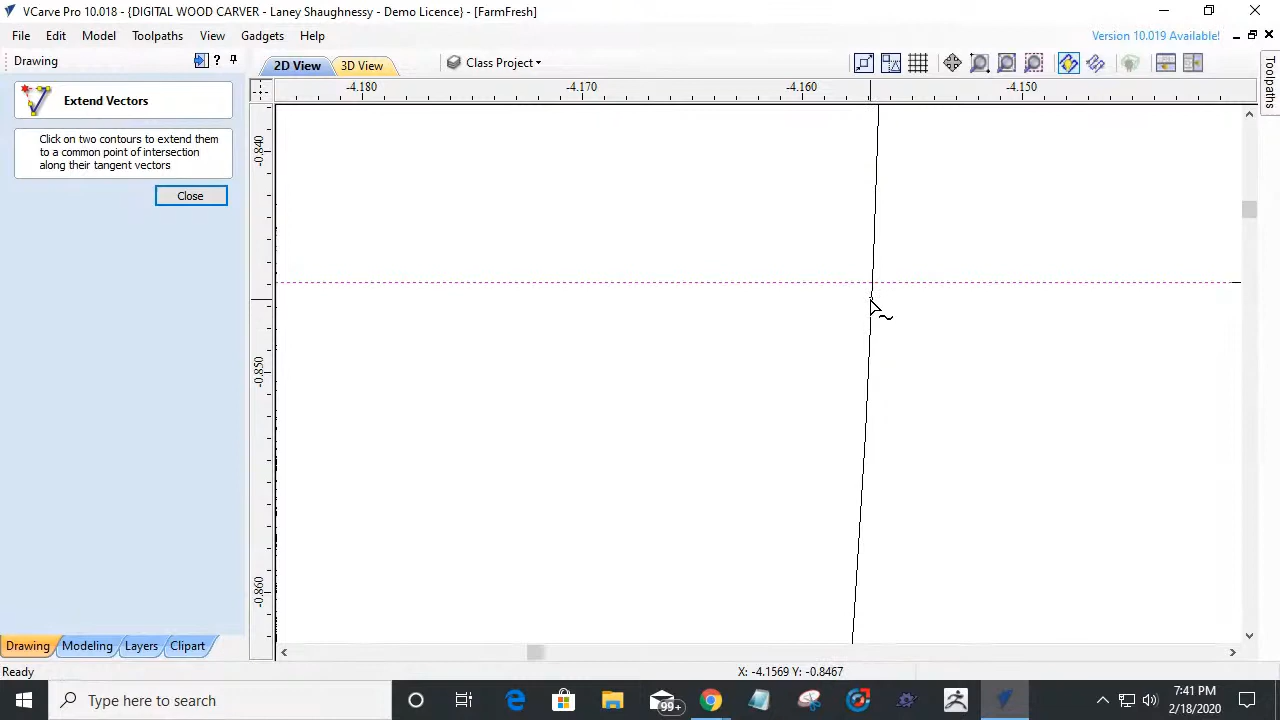 VCarve Pro 10.018 - {DIGITAL WOOD CARVER - Laney Shaughnessy - Demo Licence} - [FarmFresh]
File Edit Model Toolpaths View Gadgets Help
Version 10.019 Available!
Drawing
?
2D View 3D View
Class Project
Toolpaths
Extend Vectors
Click on two contours to extend them
to a common point of intersection
along their tangent vectors
Close
-4.180 -4.170 -4.160 -4.150
-0.840
-0.850
-0.860
Drawing Modeling Layers Clipart
Ready
X: -4.1569 Y: -0.8467
Type here to search
99+
7:41 PM
2/18/2020